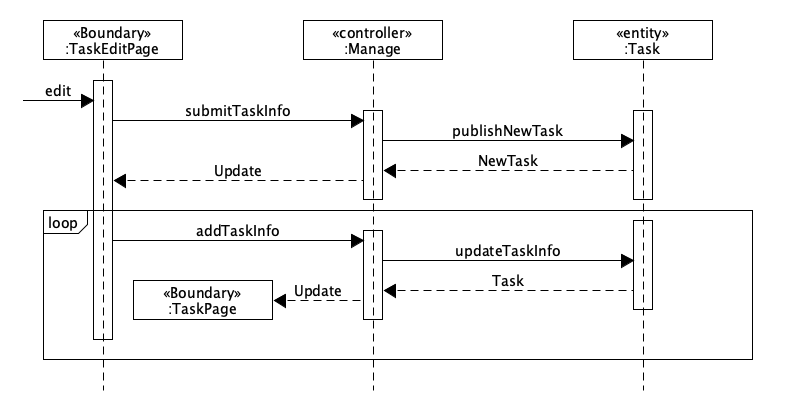 «Boundary»
:TaskEditPage
«controller»
:Manage
«entity»
:Task
edit
submitTaskInfo
publishNewTask
NewTask
Update
loop
addTaskInfo
updateTaskInfo
Task
«Boundary»
:TaskPage
Update